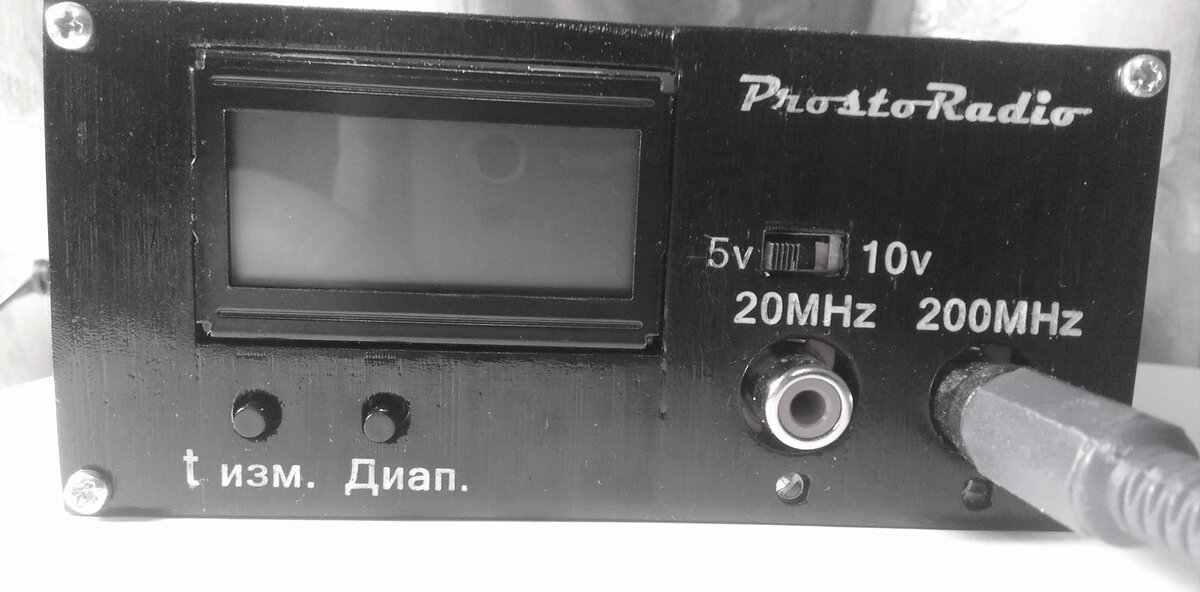 ProstoRadio
5v 10v
20MHz 200MHz
t изм. Диап.